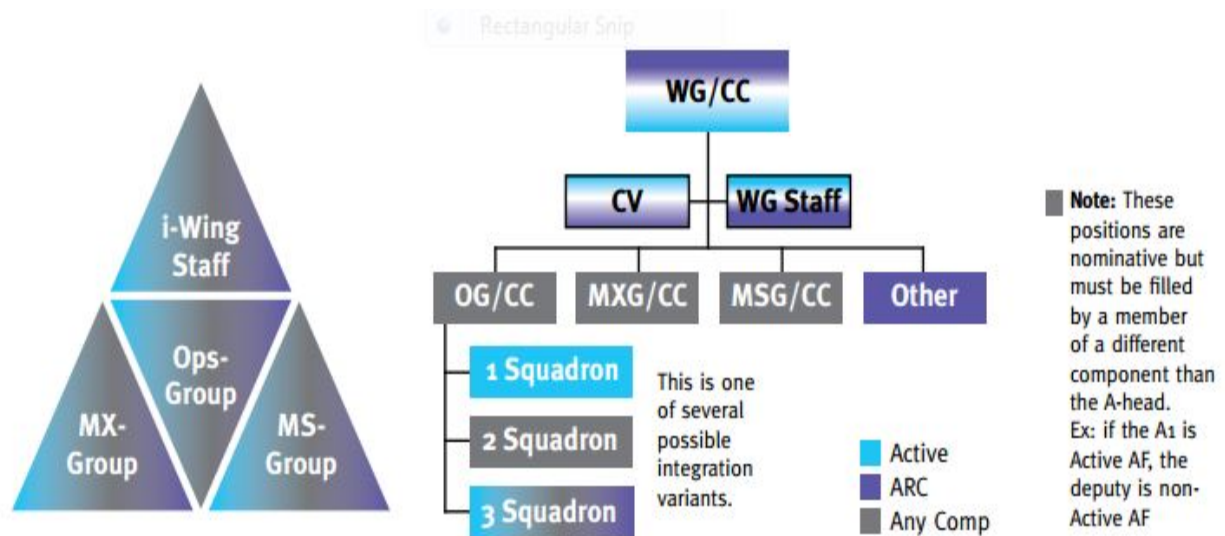 Rectangular Snip
i-Wing
Staff
Ops-
Group
MX-
Group
MS-
Group
WG/CC
CV
WG Staff
OG/CC
MXG/CC
MSG/CC
Other
1 Squadron
2 Squadron
3 Squadron
This is one
of several
possible
integration
variants.
Active
ARC
Any Comp
Note: These
positions are
nominative but
must be filled
by a member
of a different
component than
the A-head.
Ex: if the A1 is
Active AF, the
deputy is non-
Active AF